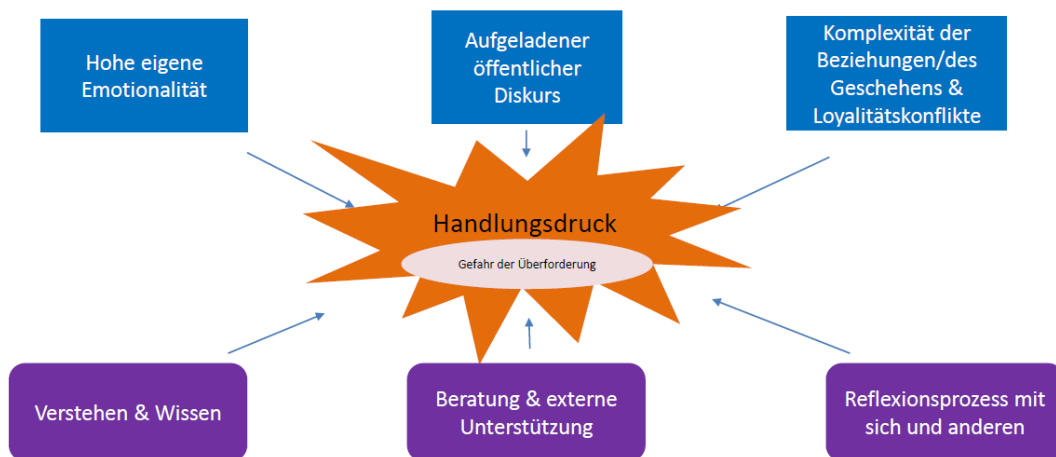 Hohe eigene
Emotionalität
Aufgeladener
öffentlicher
Diskurs
Komplexität der
Beziehungen/des
Geschehens &
Loyalitätskonflikte
Handlungsdruck
Gefahr der Überforderung
Verstehen & Wissen
Beratung & externe
Unterstützung
Reflexionsprozess mit
sich und anderen